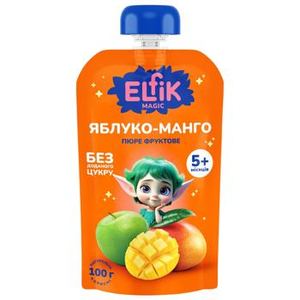 ELFiK
MAGIC
ЯБЛУКО-МАНГО
ПЮРЕ ФРУКТОВЕ
БЕЗ
ДОДАНОГО
ЦУКРУ
5+
місяців
100 г